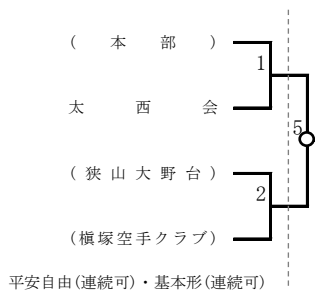 (本部)
1
太西会
5
(狭山大野台)
2
(槇塚空手クラブ)
平安自由(連続可)・基本形(連続可)